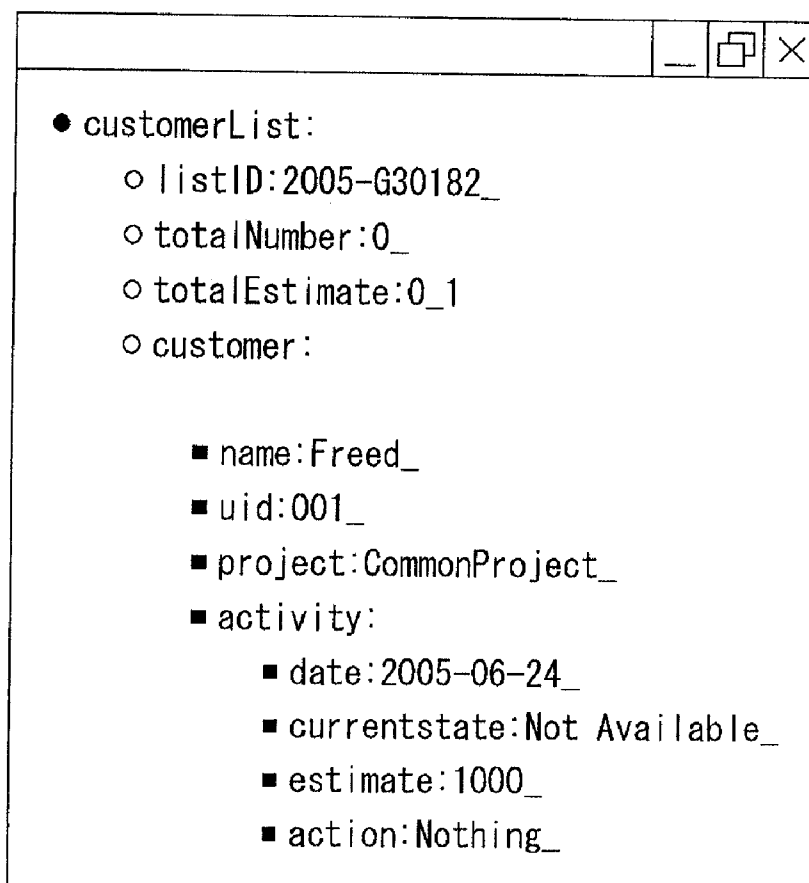 customerList:
listID:2005-G30182_
totalNumber:0_
totalEstimate:0_1
customer:
name:Freed_
uid:001_
project:CommonProject_
activity:
date:2005-06-24_
currentstate:Not Available_
estimate:1000_
action:Nothing_